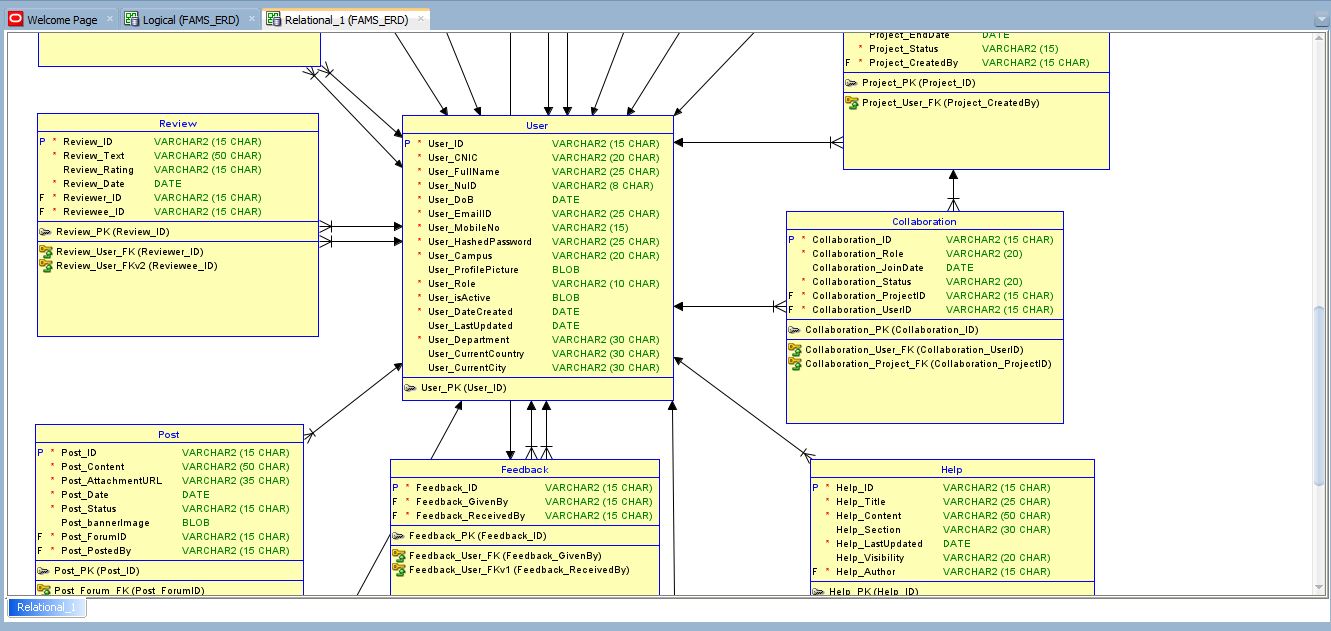 Welcome Page × Logical (FAMS_ERD) × Relational_1 (FAMS_ERD) ×
Project_EndDate DATE
* Project_Status VARCHAR2 (15)
F * Project_CreatedBy VARCHAR2 (15 CHAR)
Project_PK (Project_ID)
Project_User_FK (Project_CreatedBy)
Review
P * Review_ID VARCHAR2 (15 CHAR)
* Review_Text VARCHAR2 (50 CHAR)
Review_Rating VARCHAR2 (15 CHAR)
* Review_Date DATE
F * Reviewer_ID VARCHAR2 (15 CHAR)
F * Reviewee_ID VARCHAR2 (15 CHAR)
Review_PK (Review_ID)
Review_User_FK (Reviewer_ID)
Review_User_FKv2 (Reviewee_ID)
User
P * User_ID VARCHAR2 (15 CHAR)
* User_CNIC VARCHAR2 (20 CHAR)
* User_FullName VARCHAR2 (25 CHAR)
* User_NuID VARCHAR2 (8 CHAR)
* User_DoB DATE
* User_EmailID VARCHAR2 (25 CHAR)
* User_MobileNo VARCHAR2 (15)
* User_HashedPassword VARCHAR2 (25 CHAR)
* User_Campus VARCHAR2 (20 CHAR)
User_ProfilePicture BLOB
* User_Role VARCHAR2 (10 CHAR)
* User_isActive BLOB
* User_DateCreated DATE
User_LastUpdated DATE
* User_Department VARCHAR2 (30 CHAR)
User_CurrentCountry VARCHAR2 (30 CHAR)
User_CurrentCity VARCHAR2 (30 CHAR)
User_PK (User_ID)
Collaboration
P * Collaboration_ID VARCHAR2 (15 CHAR)
* Collaboration_Role VARCHAR2 (20)
Collaboration_JoinDate DATE
* Collaboration_Status VARCHAR2 (20)
F * Collaboration_ProjectID VARCHAR2 (15 CHAR)
F * Collaboration_UserID VARCHAR2 (15 CHAR)
Collaboration_PK (Collaboration_ID)
Collaboration_User_FK (Collaboration_UserID)
Collaboration_Project_FK (Collaboration_ProjectID)
Post
P * Post_ID VARCHAR2 (15 CHAR)
* Post_Content VARCHAR2 (50 CHAR)
* Post_AttachmentURL VARCHAR2 (35 CHAR)
* Post_Date DATE
* Post_Status VARCHAR2 (15 CHAR)
Post_bannerImage BLOB
F * Post_ForumID VARCHAR2 (15 CHAR)
F * Post_PostedBy VARCHAR2 (15 CHAR)
Post_PK (Post_ID)
Post_Forum_FK (Post_ForumID)
Feedback
P * Feedback_ID VARCHAR2 (15 CHAR)
F * Feedback_GivenBy VARCHAR2 (15 CHAR)
F * Feedback_ReceivedBy VARCHAR2 (15 CHAR)
Feedback_PK (Feedback_ID)
Feedback_User_FK (Feedback_GivenBy)
Feedback_User_FKv1 (Feedback_ReceivedBy)
Help
P * Help_ID VARCHAR2 (15 CHAR)
* Help_Title VARCHAR2 (25 CHAR)
* Help_Content VARCHAR2 (50 CHAR)
Help_Section VARCHAR2 (30 CHAR)
* Help_LastUpdated DATE
Help_Visibility VARCHAR2 (20 CHAR)
F * Help_Author VARCHAR2 (15 CHAR)
Help_PK (Help_ID)
Relational_1